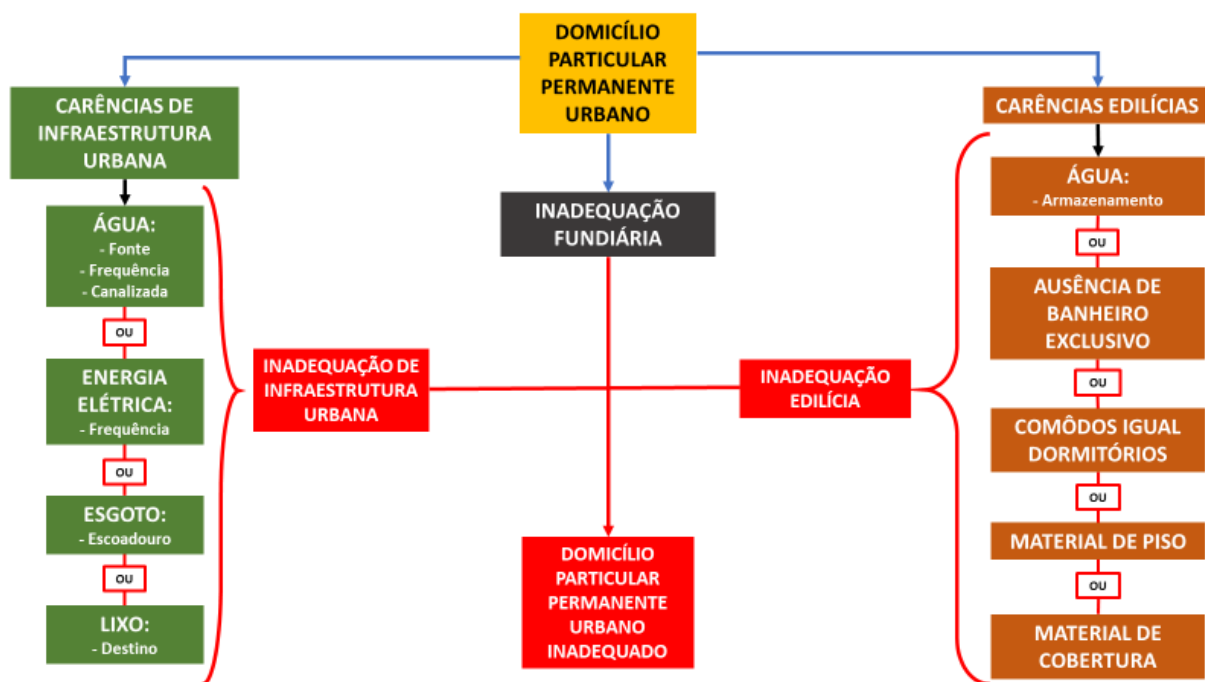 DOMICÍLIO
PARTICULAR
PERMANENTE
URBANO
CARÊNCIAS DE
INFRAESTRUTURA
URBANA
ÁGUA:
- Fonte
- Frequência
- Canalizada
OU
ENERGIA
ELÉTRICA:
- Frequência
OU
ESGOTO:
- Escoadouro
OU
LIXO:
- Destino
INADEQUAÇÃO DE
INFRAESTRUTURA
URBANA
INADEQUAÇÃO
FUNDIÁRIA
DOMICÍLIO
PARTICULAR
PERMANENTE
URBANO
INADEQUADO
INADEQUAÇÃO
EDILÍCIA
CARÊNCIAS EDILÍCIAS
ÁGUA:
- Armazenamento
OU
AUSÊNCIA DE
BANHEIRO
EXCLUSIVO
OU
COMÔDOS IGUAL
DORMITÓRIOS
OU
MATERIAL DE PISO
OU
MATERIAL DE
COBERTURA